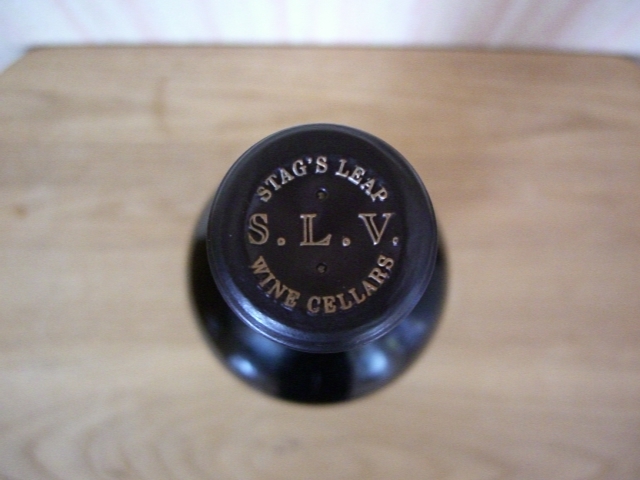 STAG'S LEAP
S.L.V.
WINE CELLARS